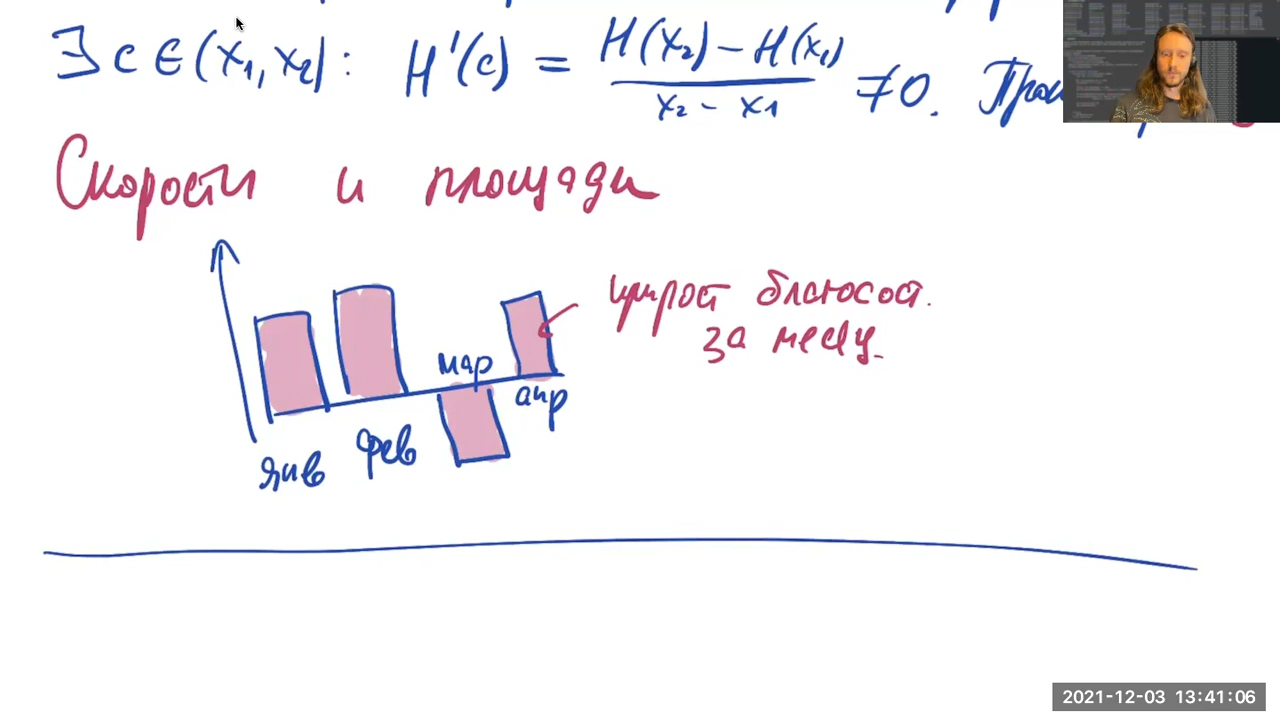 ∃ c ∈ (x₁, x₂): H'(c) = (H(x₂) − H(x₁)) / (x₂ − x₁) ≠ 0.
Скорости и площади
прирост благосост.
за месяц.
мар
апр
янв фев
2021-12-03 13:41:06